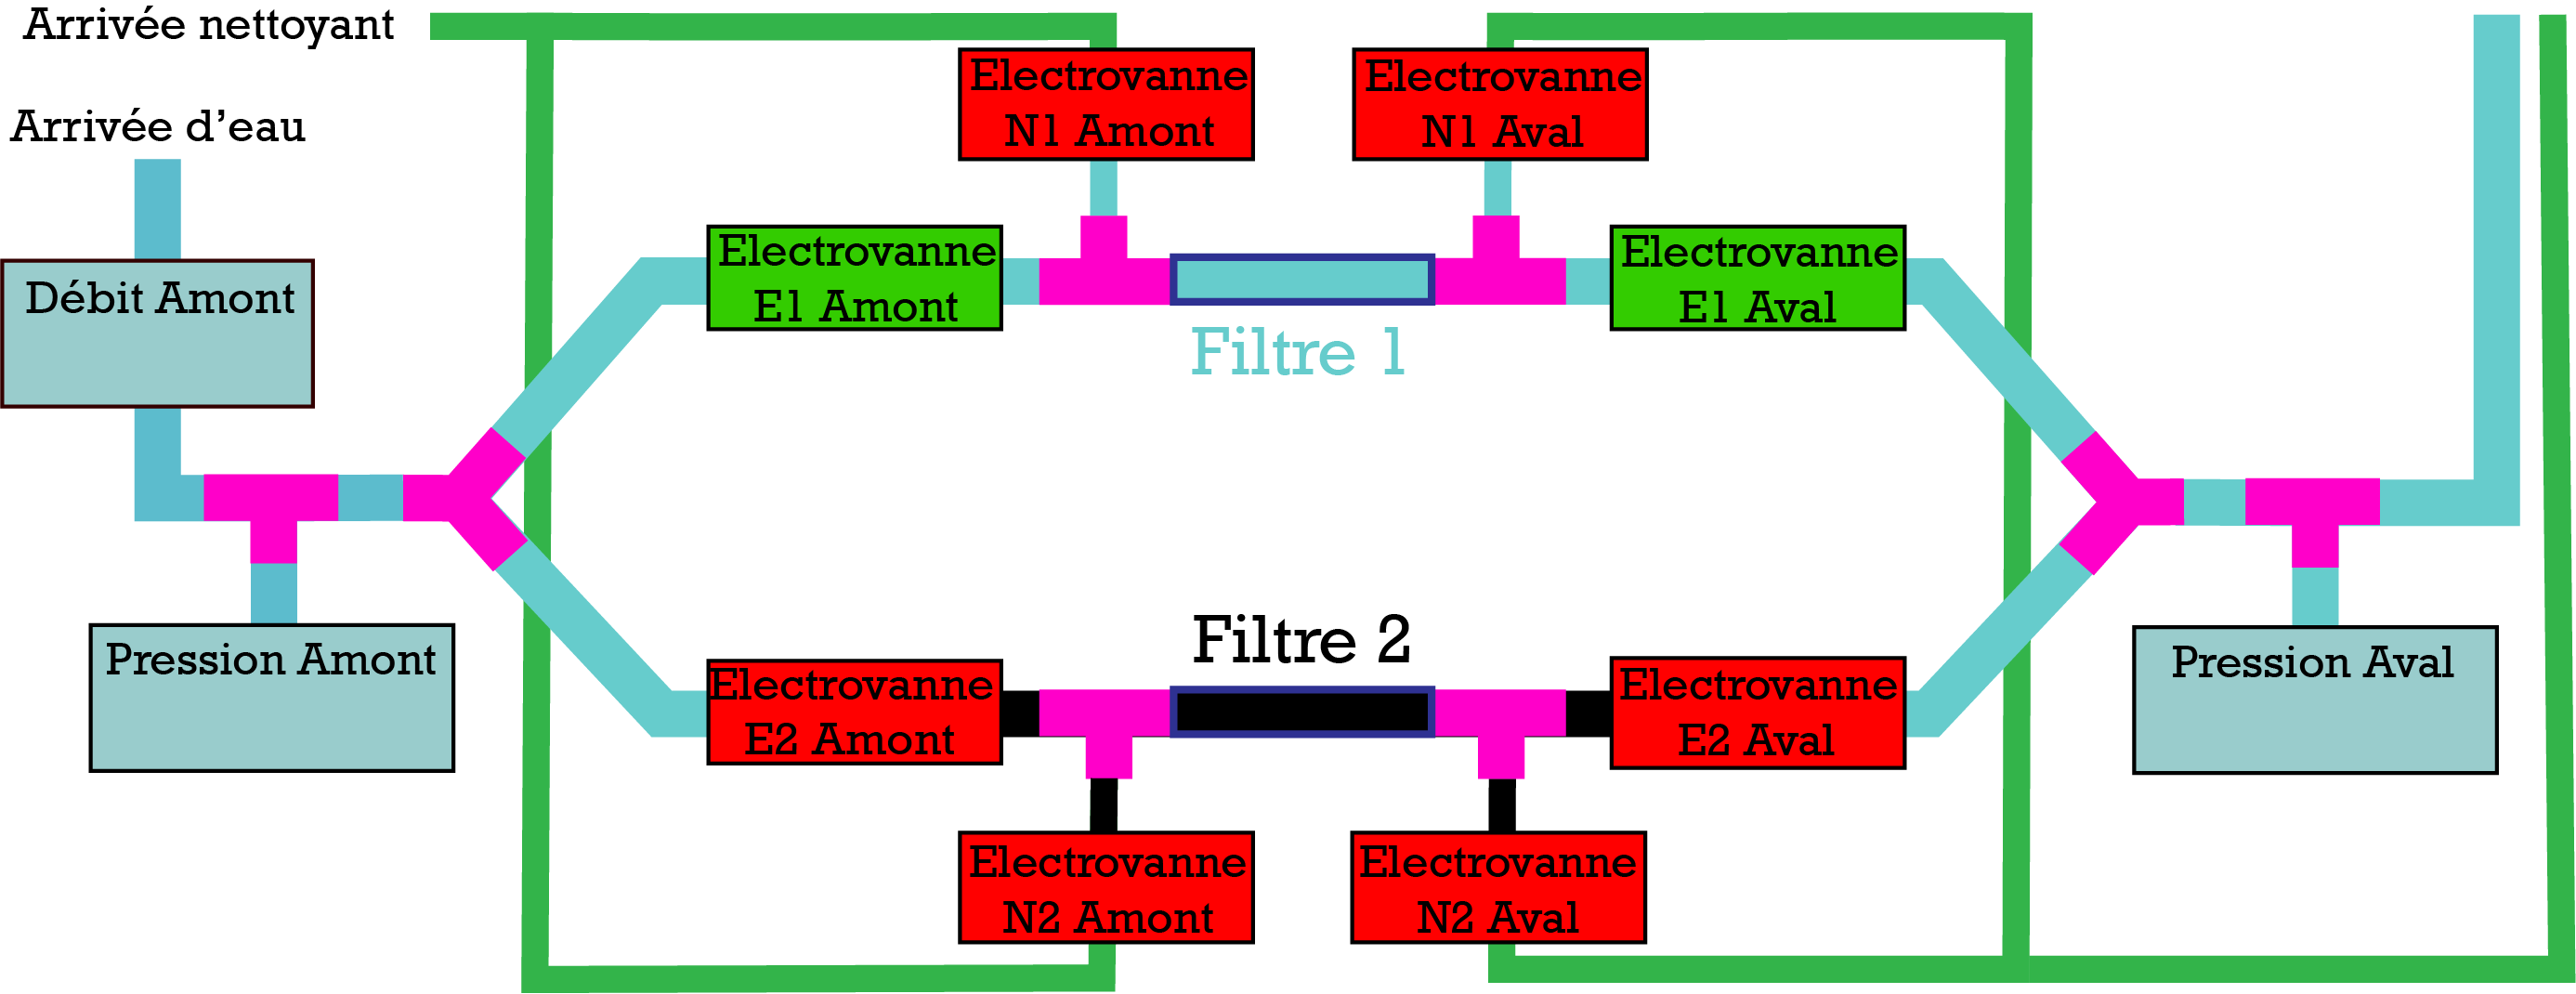 Arrivée nettoyant
Arrivée d’eau
Débit Amont
Pression Amont
Electrovanne
N1 Amont
Electrovanne
N1 Aval
Electrovanne
E1 Amont
Electrovanne
E1 Aval
Filtre 1
Filtre 2
Electrovanne
E2 Amont
Electrovanne
E2 Aval
Electrovanne
N2 Amont
Electrovanne
N2 Aval
Pression Aval